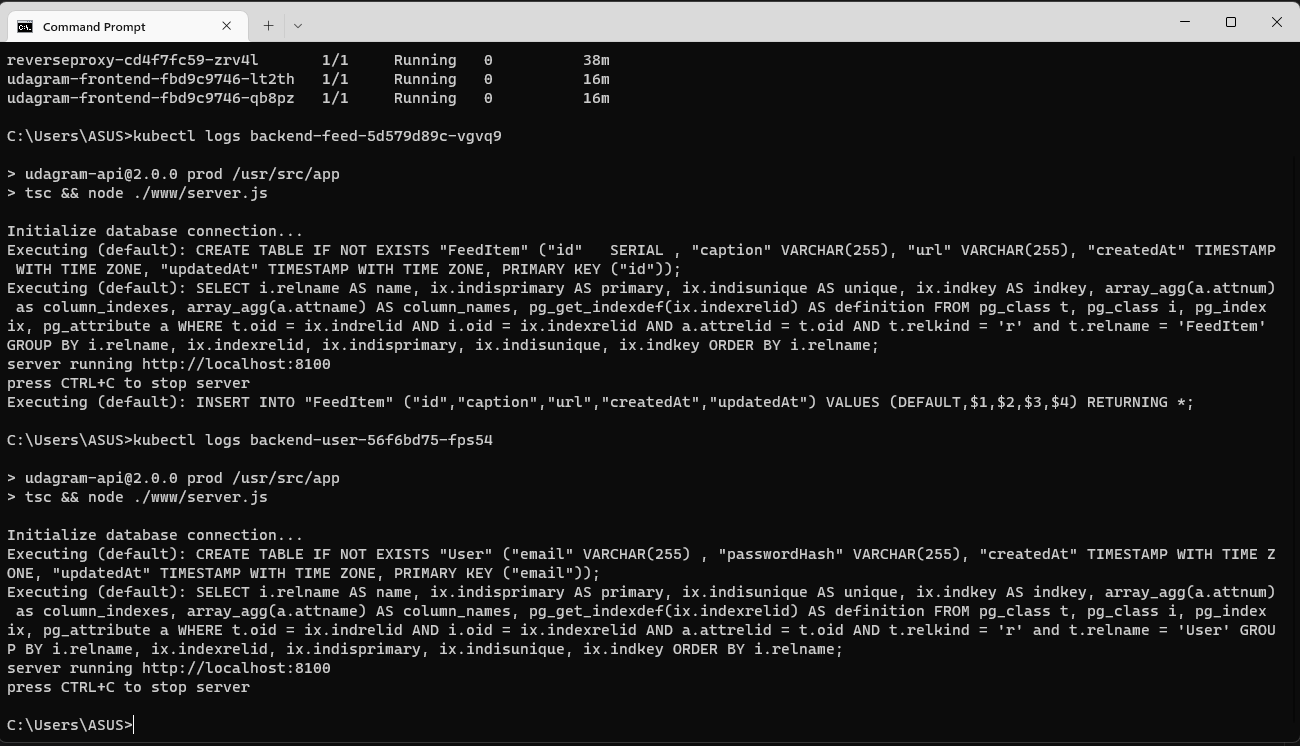 Command Prompt
reverseproxy-cd4f7fc59-zrv4l       1/1     Running   0          38m
udagram-frontend-fbd9c9746-lt2th   1/1     Running   0          16m
udagram-frontend-fbd9c9746-qb8pz   1/1     Running   0          16m
C:\Users\ASUS>kubectl logs backend-feed-5d579d89c-vgvq9
> udagram-api@2.0.0 prod /usr/src/app
> tsc && node ./www/server.js
Initialize database connection...
Executing (default): CREATE TABLE IF NOT EXISTS "FeedItem" ("id"   SERIAL , "caption" VARCHAR(255), "url" VARCHAR(255), "createdAt" TIMESTAMP
 WITH TIME ZONE, "updatedAt" TIMESTAMP WITH TIME ZONE, PRIMARY KEY ("id"));
Executing (default): SELECT i.relname AS name, ix.indisprimary AS primary, ix.indisunique AS unique, ix.indkey AS indkey, array_agg(a.attnum)
 as column_indexes, array_agg(a.attname) AS column_names, pg_get_indexdef(ix.indexrelid) AS definition FROM pg_class t, pg_class i, pg_index
ix, pg_attribute a WHERE t.oid = ix.indrelid AND i.oid = ix.indexrelid AND a.attrelid = t.oid AND t.relkind = 'r' and t.relname = 'FeedItem'
GROUP BY i.relname, ix.indexrelid, ix.indisprimary, ix.indisunique, ix.indkey ORDER BY i.relname;
server running http://localhost:8100
press CTRL+C to stop server
Executing (default): INSERT INTO "FeedItem" ("id","caption","url","createdAt","updatedAt") VALUES (DEFAULT,$1,$2,$3,$4) RETURNING *;
C:\Users\ASUS>kubectl logs backend-user-56f6bd75-fps54
> udagram-api@2.0.0 prod /usr/src/app
> tsc && node ./www/server.js
Initialize database connection...
Executing (default): CREATE TABLE IF NOT EXISTS "User" ("email" VARCHAR(255) , "passwordHash" VARCHAR(255), "createdAt" TIMESTAMP WITH TIME Z
ONE, "updatedAt" TIMESTAMP WITH TIME ZONE, PRIMARY KEY ("email"));
Executing (default): SELECT i.relname AS name, ix.indisprimary AS primary, ix.indisunique AS unique, ix.indkey AS indkey, array_agg(a.attnum)
 as column_indexes, array_agg(a.attname) AS column_names, pg_get_indexdef(ix.indexrelid) AS definition FROM pg_class t, pg_class i, pg_index
ix, pg_attribute a WHERE t.oid = ix.indrelid AND i.oid = ix.indexrelid AND a.attrelid = t.oid AND t.relkind = 'r' and t.relname = 'User' GROU
P BY i.relname, ix.indexrelid, ix.indisprimary, ix.indisunique, ix.indkey ORDER BY i.relname;
server running http://localhost:8100
press CTRL+C to stop server
C:\Users\ASUS>